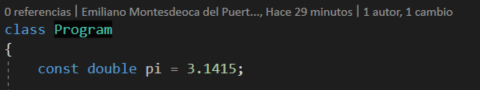 0 referencias | Emiliano Montesdeoca del Puert..., Hace 29 minutos | 1 autor, 1 cambio
class Program
{
const double pi = 3.1415;